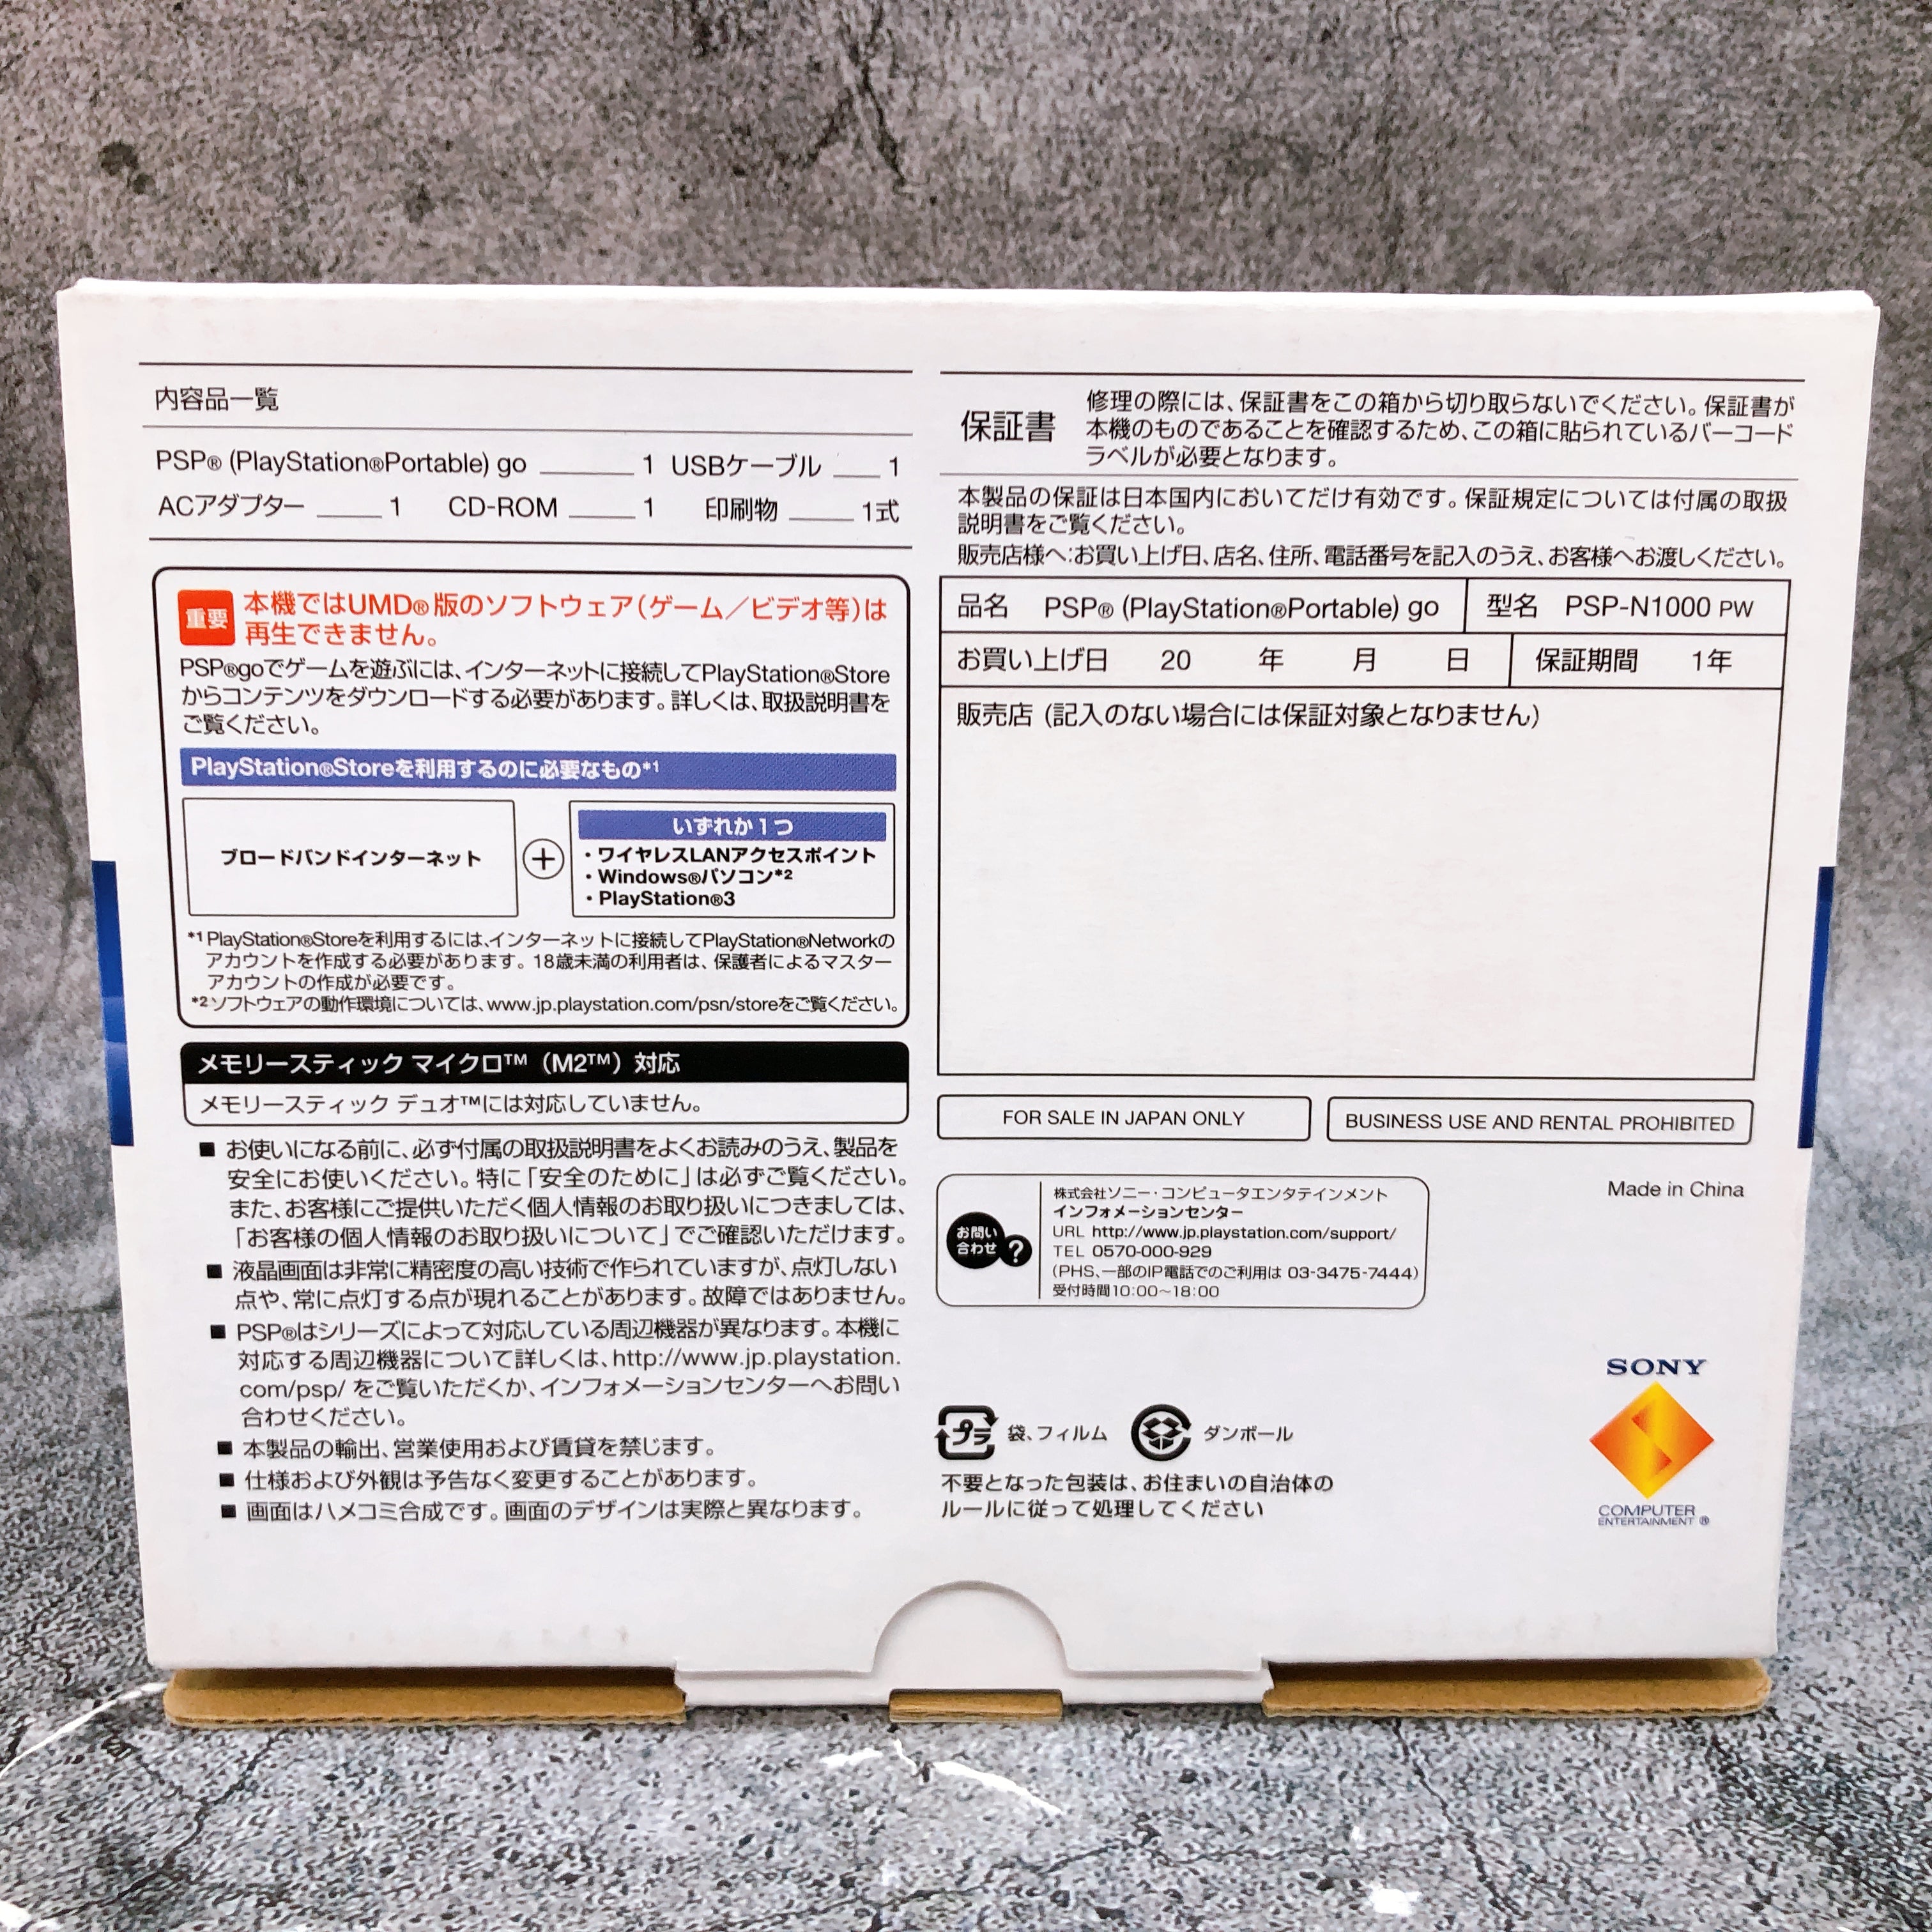 内容品一覧
PSP® (PlayStation®Portable) go 1 USBケーブル 1
ACアダプター 1 CD-ROM 1 印刷物 1式
重要 本機ではUMD®版のソフトウェア(ゲーム／ビデオ等)は
再生できません。
PSP®goでゲームを遊ぶには、インターネットに接続してPlayStation®Store
からコンテンツをダウンロードする必要があります。詳しくは、取扱説明書を
ご覧ください。
PlayStation®Storeを利用するのに必要なもの*1
ブロードバンドインターネット
+
いずれか1つ
・ワイヤレスLANアクセスポイント
・Windows®パソコン*2
・PlayStation®3
*1 PlayStation®Storeを利用するには、インターネットに接続してPlayStation®Networkの
アカウントを作成する必要があります。18歳未満の利用者は、保護者によるマスター
アカウントの作成が必要です。
*2 ソフトウェアの動作環境については、www.jp.playstation.com/psn/storeをご覧ください。
メモリースティック マイクロ™（M2™）対応
メモリースティック デュオ™には対応していません。
■ お使いになる前に、必ず付属の取扱説明書をよくお読みのうえ、製品を
安全にお使いください。特に「安全のために」は必ずご覧ください。
また、お客様にご提供いただく個人情報のお取り扱いにつきましては、
「お客様の個人情報のお取り扱いについて」でご確認いただけます。
■ 液晶画面は非常に精密度の高い技術で作られていますが、点灯しない
点や、常に点灯する点が現れることがあります。故障ではありません。
■ PSP®はシリーズによって対応している周辺機器が異なります。本機に
対応する周辺機器について詳しくは、http://www.jp.playstation.
com/psp/ をご覧いただくか、インフォメーションセンターへお問い
合わせください。
■ 本製品の輸出、営業使用および賃貸を禁じます。
■ 仕様および外観は予告なく変更することがあります。
■ 画面はハメコミ合成です。画面のデザインは実際と異なります。
保証書
修理の際には、保証書をこの箱から切り取らないでください。保証書が
本機のものであることを確認するため、この箱に貼られているバーコード
ラベルが必要となります。
本製品の保証は日本国内においてだけ有効です。保証規定については付属の取扱
説明書をご覧ください。
販売店様へ:お買い上げ日、店名、住所、電話番号を記入のうえ、お客様へお渡しください。
品名 PSP® (PlayStation®Portable) go 型名 PSP-N1000 PW
お買い上げ日 20 年 月 日 保証期間 1年
販売店 (記入のない場合には保証対象となりません)
FOR SALE IN JAPAN ONLY
BUSINESS USE AND RENTAL PROHIBITED
Made in China
お問い
合わせ ?
株式会社ソニー・コンピュータエンタテインメント
インフォメーションセンター
URL http://www.jp.playstation.com/support/
TEL 0570-000-929
(PHS、一部のIP電話でのご利用は 03-3475-7444)
受付時間10:00～18:00
プラ 袋、フィルム ダンボール
不要となった包装は、お住まいの自治体の
ルールに従って処理してください
SONY
COMPUTER
ENTERTAINMENT ®